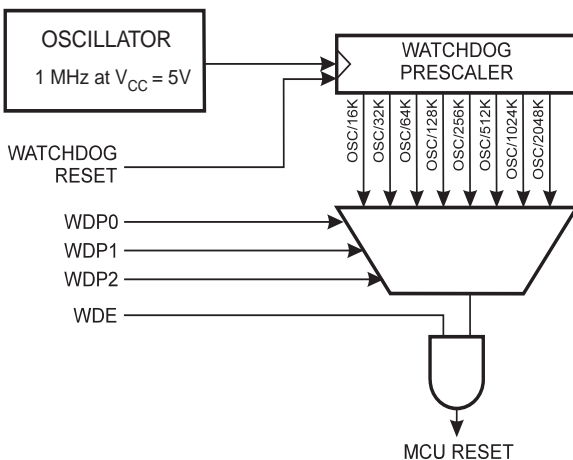 OSCILLATOR
1 MHz at VCC = 5V
WATCHDOG
PRESCALER
OSC/16K
OSC/32K
OSC/64K
OSC/128K
OSC/256K
OSC/512K
OSC/1024K
OSC/2048K
WATCHDOG
RESET
WDP0
WDP1
WDP2
WDE
MCU RESET